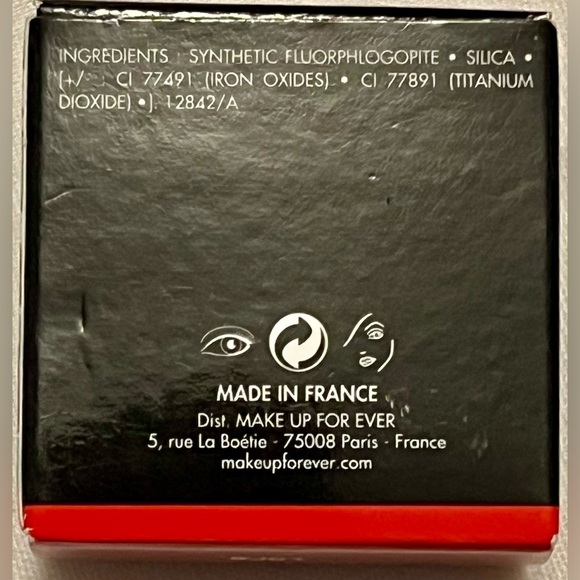 INGREDIENTS : SYNTHETIC FLUORPHLOGOPITE • SILICA •
[+/- : CI 77491 (IRON OXIDES) • CI 77891 (TITANIUM
DIOXIDE) •]. 12842/A
MADE IN FRANCE
Dist. MAKE UP FOR EVER
5, rue La Boétie - 75008 Paris - France
makeupforever.com